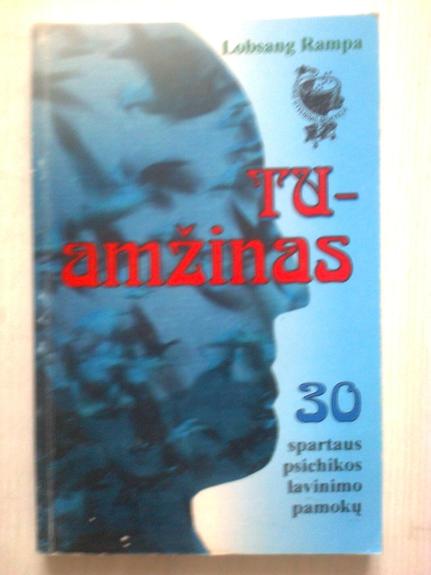 Lobsang Rampa
TU-
amžinas
30
spartaus
psichikos
lavinimo
pamokų